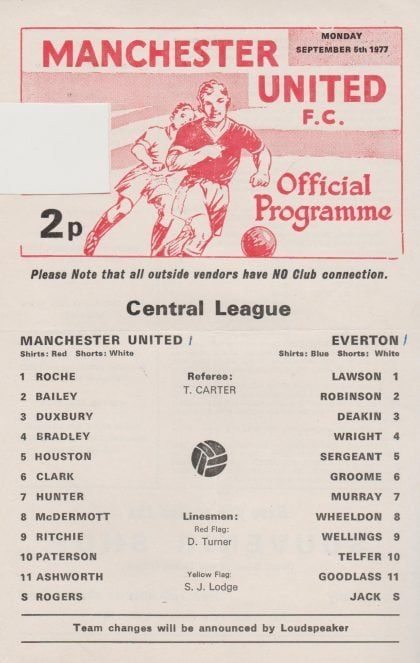 MONDAY
SEPTEMBER 5th 1977
MANCHESTER
UNITED
F.C.
Official
Programme
2p
Please Note that all outside vendors have NO Club connection.
Central League
MANCHESTER UNITED 1
EVERTON 1
Shirts: Red Shorts: White
Shirts: Blue Shorts: White
1 ROCHE
2 BAILEY
3 DUXBURY
4 BRADLEY
5 HOUSTON
6 CLARK
7 HUNTER
8 McDERMOTT
9 RITCHIE
10 PATERSON
11 ASHWORTH
S ROGERS
Referee:
T. CARTER
Linesmen:
Red Flag:
D. Turner
Yellow Flag:
S. J. Lodge
LAWSON 1
ROBINSON 2
DEAKIN 3
WRIGHT 4
SERGEANT 5
GROOME 6
MURRAY 7
WHEELDON 8
WELLINGS 9
TELFER 10
GOODLASS 11
JACK S
Team changes will be announced by Loudspeaker